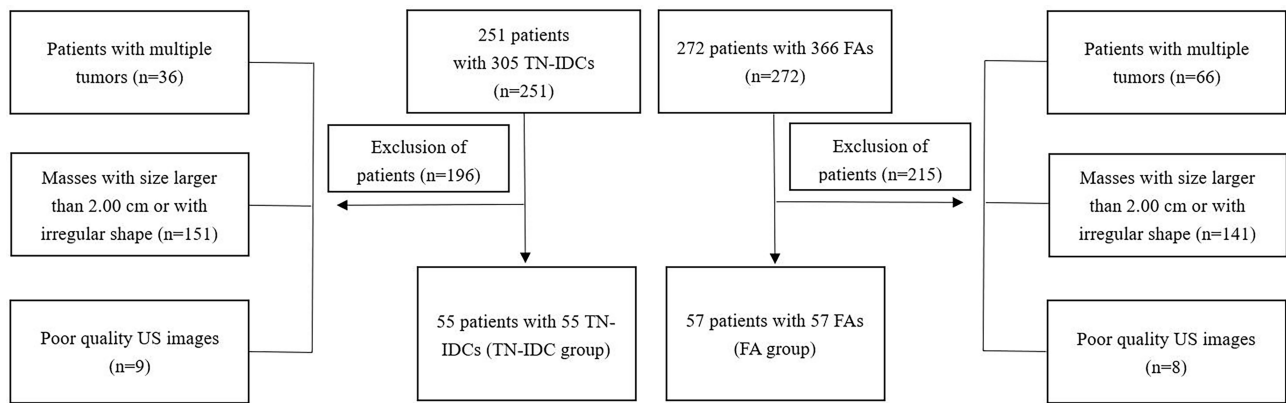 Patients with multiple
tumors (n=36)
251 patients
with 305 TN-IDCs
(n=251)
272 patients with 366 FAs
(n=272)
Patients with multiple
tumors (n=66)
Exclusion of
patients (n=196)
Exclusion of
patients (n=215)
Masses with size larger
than 2.00 cm or with
irregular shape (n=151)
Masses with size larger
than 2.00 cm or with
irregular shape (n=141)
Poor quality US images
(n=9)
55 patients with 55 TN-
IDCs (TN-IDC group)
57 patients with 57 FAs
(FA group)
Poor quality US images
(n=8)